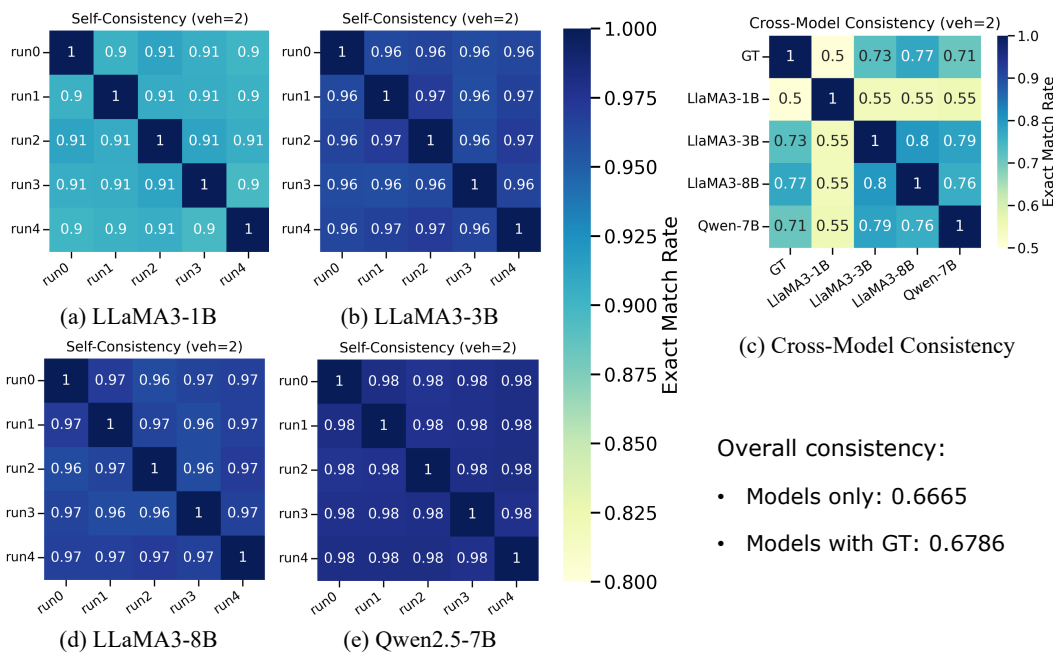 Self-Consistency (veh=2)
run0 1 0.9 0.91 0.91 0.9
run1 0.9 1 0.91 0.91 0.9
run2 0.91 0.91 1 0.91 0.91
run3 0.91 0.91 0.91 1 0.9
run4 0.9 0.9 0.91 0.9 1
run0 run1 run2 run3 run4
(a) LLaMA3-1B
Self-Consistency (veh=2)
1 0.96 0.96 0.96 0.96
0.96 1 0.97 0.96 0.97
0.96 0.97 1 0.96 0.97
0.96 0.96 0.96 1 0.96
0.96 0.97 0.97 0.96 1
run0 run1 run2 run3 run4
(b) LLaMA3-3B
1.000
0.975
0.950
0.925
0.900
0.875
0.850
0.825
0.800
Exact Match Rate
Cross-Model Consistency (veh=2)
GT 1 0.5 0.73 0.77 0.71
LlaMA3-1B 0.5 1 0.55 0.55 0.55
LlaMA3-3B 0.73 0.55 1 0.8 0.79
LlaMA3-8B 0.77 0.55 0.8 1 0.76
Qwen-7B 0.71 0.55 0.79 0.76 1
GT LlaMA3-1B LlaMA3-3B LlaMA3-8B Qwen-7B
1.0
0.9
0.8
0.7
0.6
0.5
Exact Match Rate
(c) Cross-Model Consistency
Self-Consistency (veh=2)
run0 1 0.97 0.96 0.97 0.97
run1 0.97 1 0.97 0.96 0.97
run2 0.96 0.97 1 0.96 0.97
run3 0.97 0.96 0.96 1 0.97
run4 0.97 0.97 0.97 0.97 1
run0 run1 run2 run3 run4
(d) LLaMA3-8B
Self-Consistency (veh=2)
1 0.98 0.98 0.98 0.98
0.98 1 0.98 0.98 0.98
0.98 0.98 1 0.98 0.98
0.98 0.98 0.98 1 0.98
0.98 0.98 0.98 0.98 1
run0 run1 run2 run3 run4
(e) Qwen2.5-7B
Overall consistency:
• Models only: 0.6665
• Models with GT: 0.6786